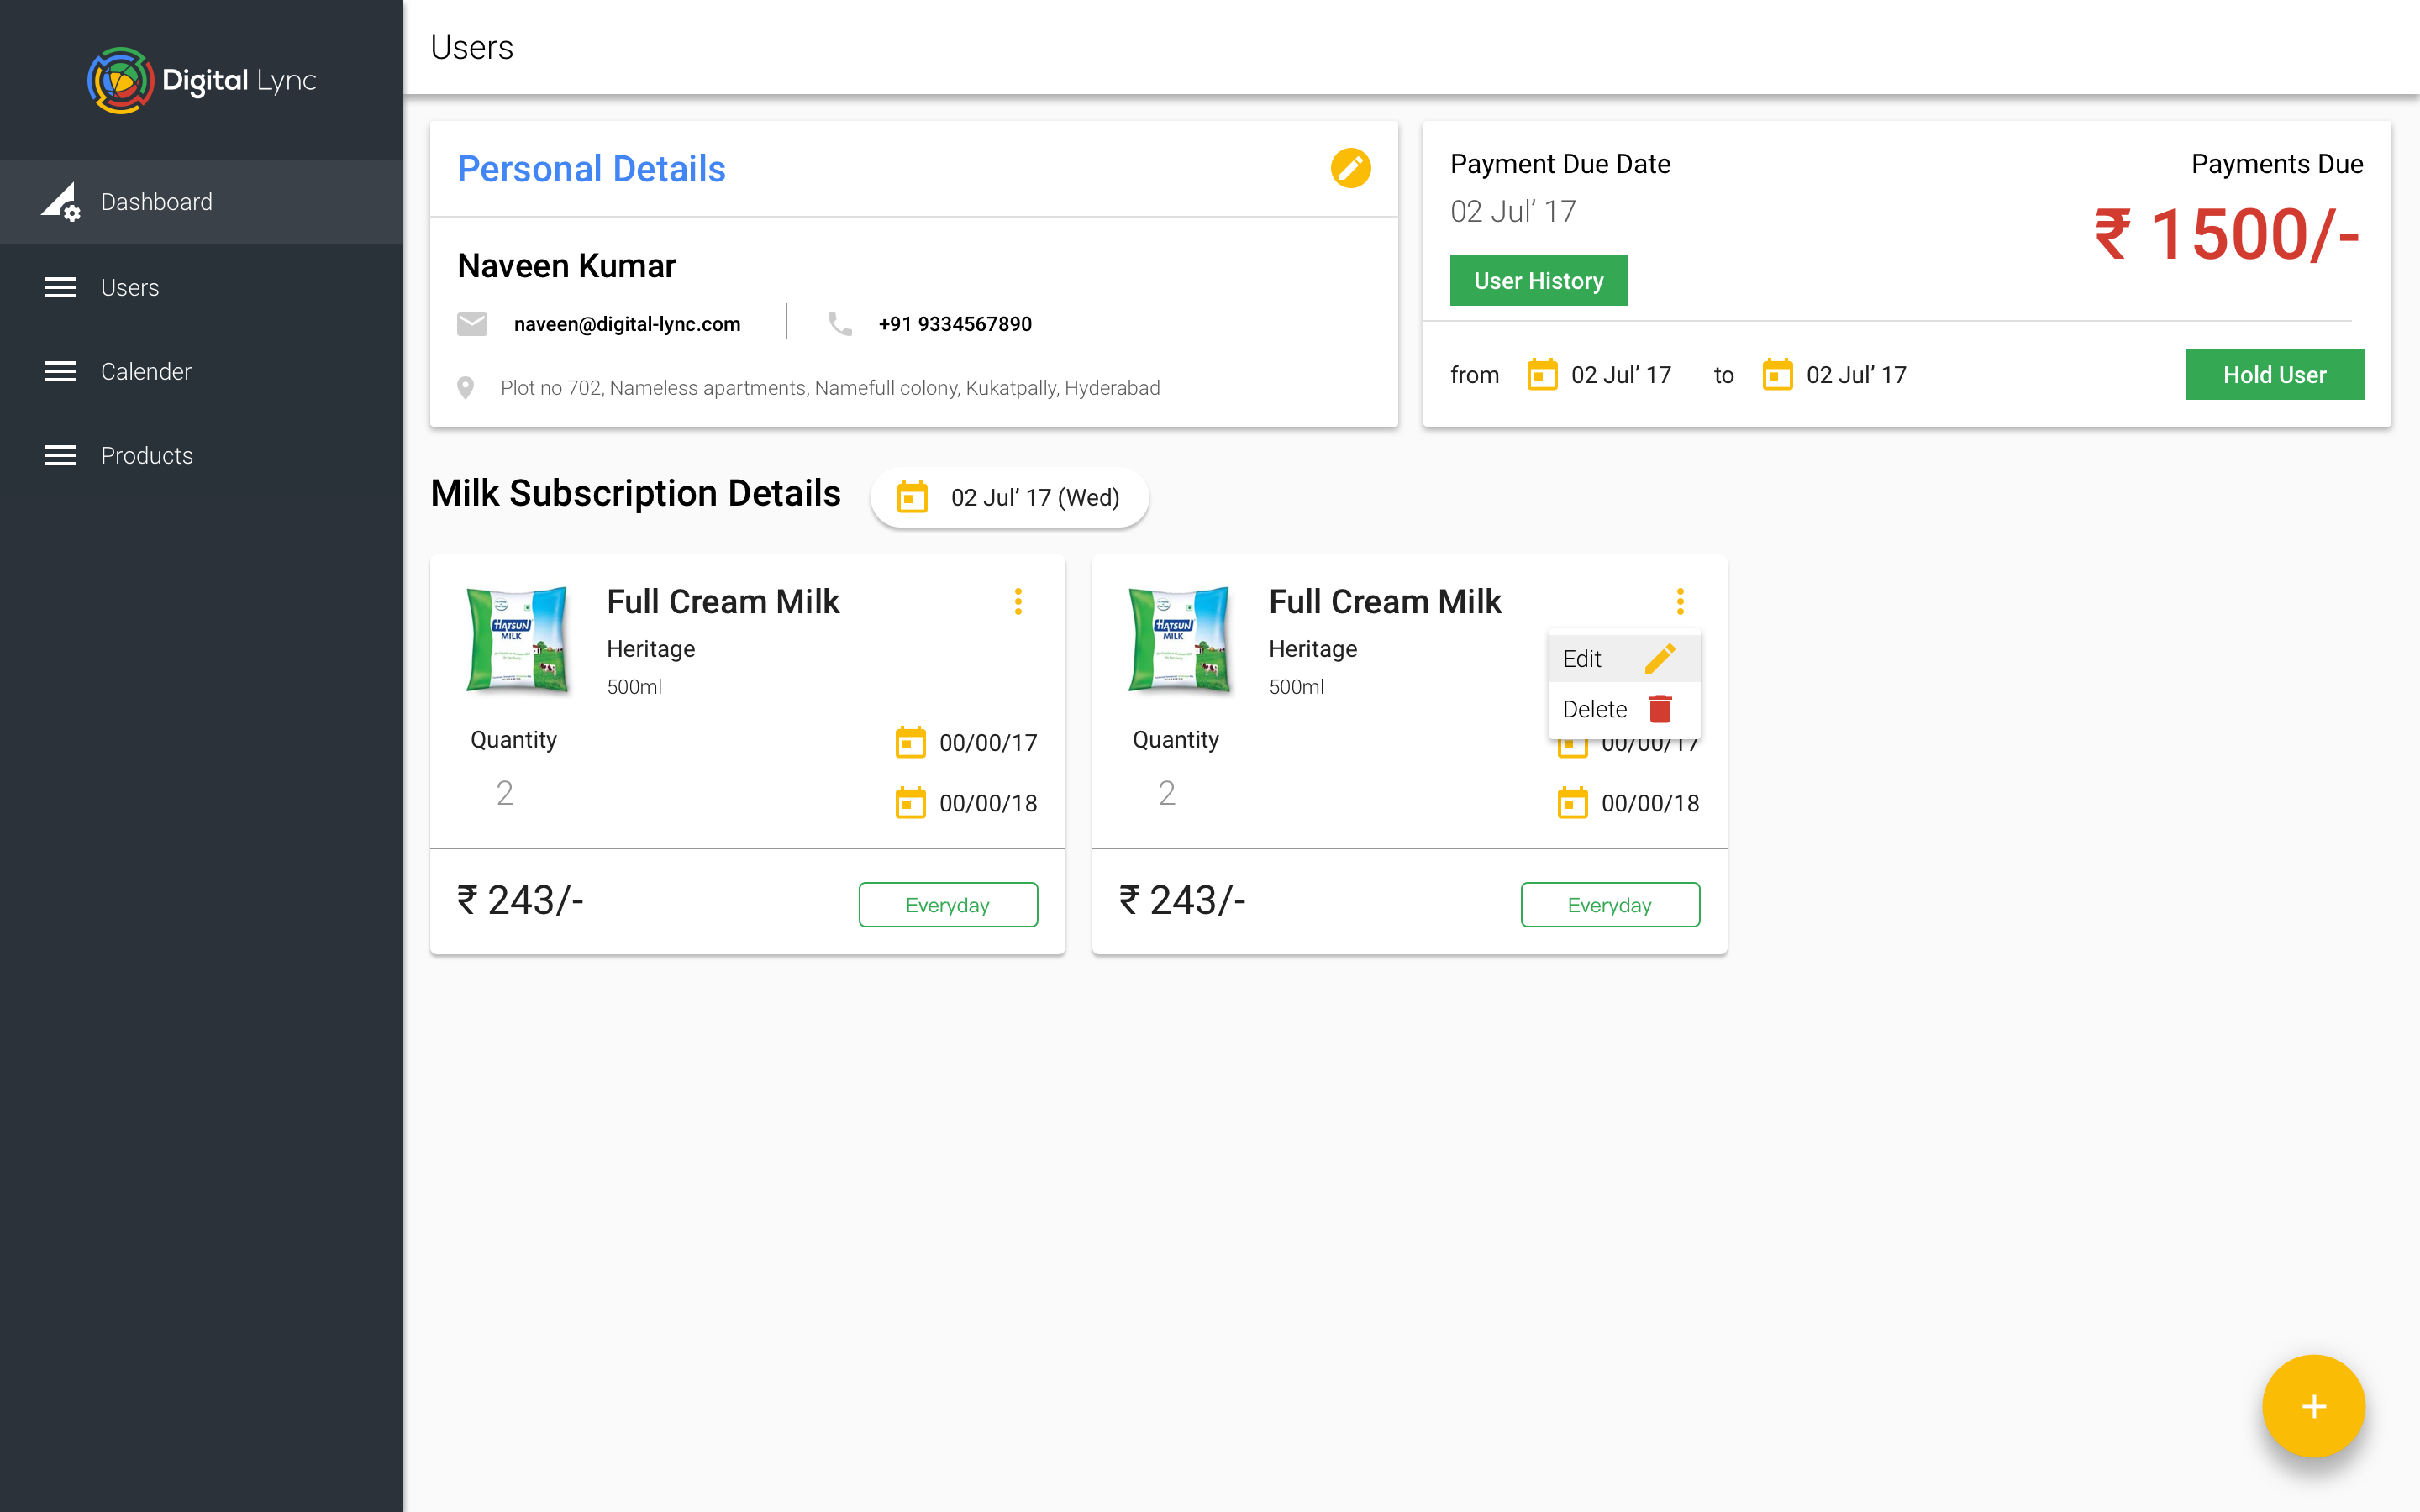 Digital Lync
Dashboard
Users
Calender
Products
Users
Personal Details
Naveen Kumar
naveen@digital-lync.com
+91 9334567890
Plot no 702, Nameless apartments, Namefull colony, Kukatpally, Hyderabad
Payment Due Date
02 Jul’ 17
User History
Payments Due
₹ 1500/-
from 02 Jul’ 17 to 02 Jul’ 17
Hold User
Milk Subscription Details
02 Jul’ 17 (Wed)
HATSUN
MILK
Full Cream Milk
Heritage
500ml
Quantity
2
00/00/17
00/00/18
₹ 243/-
Everyday
HATSUN
MILK
Full Cream Milk
Heritage
500ml
Edit
Delete
Quantity
2
00/00/17
00/00/18
₹ 243/-
Everyday